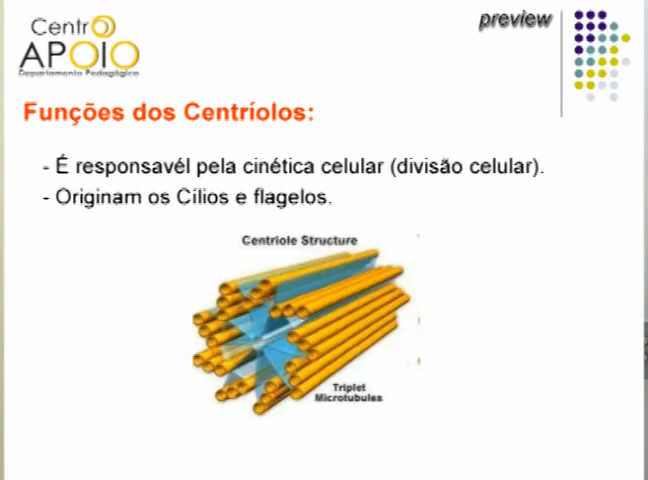 Centro
APOIO
Departamento Pedagógico
preview
Funções dos Centríolos:
- É responsavél pela cinética celular (divisão celular).
- Originam os Cílios e flagelos.
Centriole Structure
Triplet
Microtubules